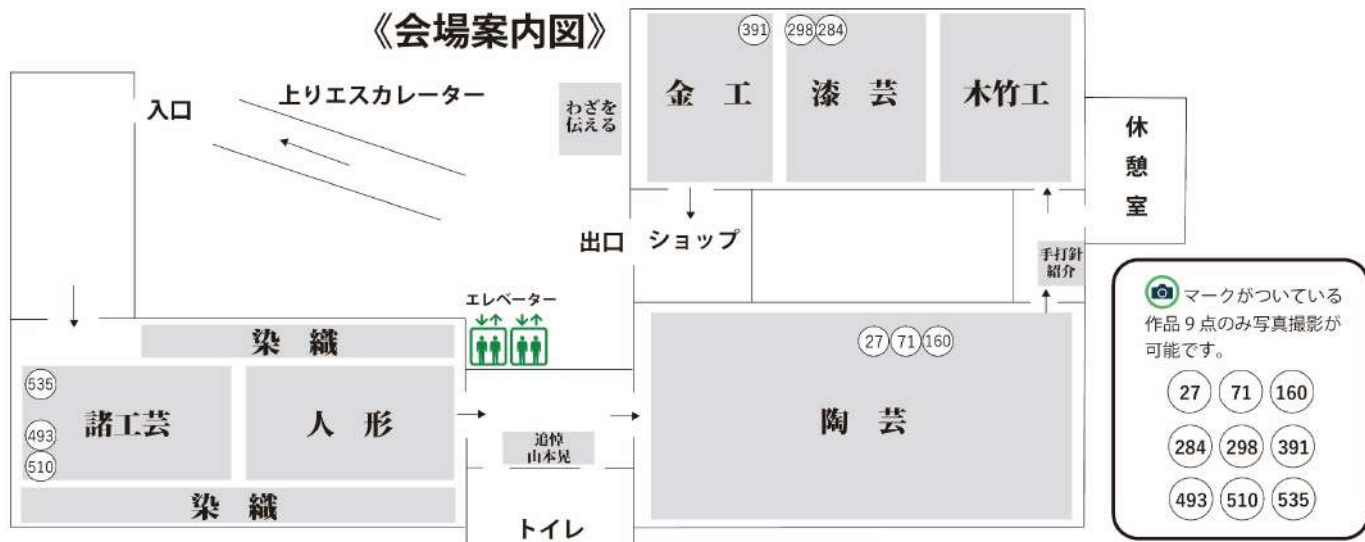 《会場案内図》
入口
上りエスカレーター
わざを
伝える
金 工
391
漆 芸
298 284
木竹工
休
憩
室
出口
ショップ
手打針
紹介
エレベーター
染 織
535
493
510
諸工芸
人 形
染 織
追悼
山本晃
トイレ
27 71 160
陶 芸
マークがついている
作品9点のみ写真撮影が
可能です。
27 71 160
284 298 391
493 510 535